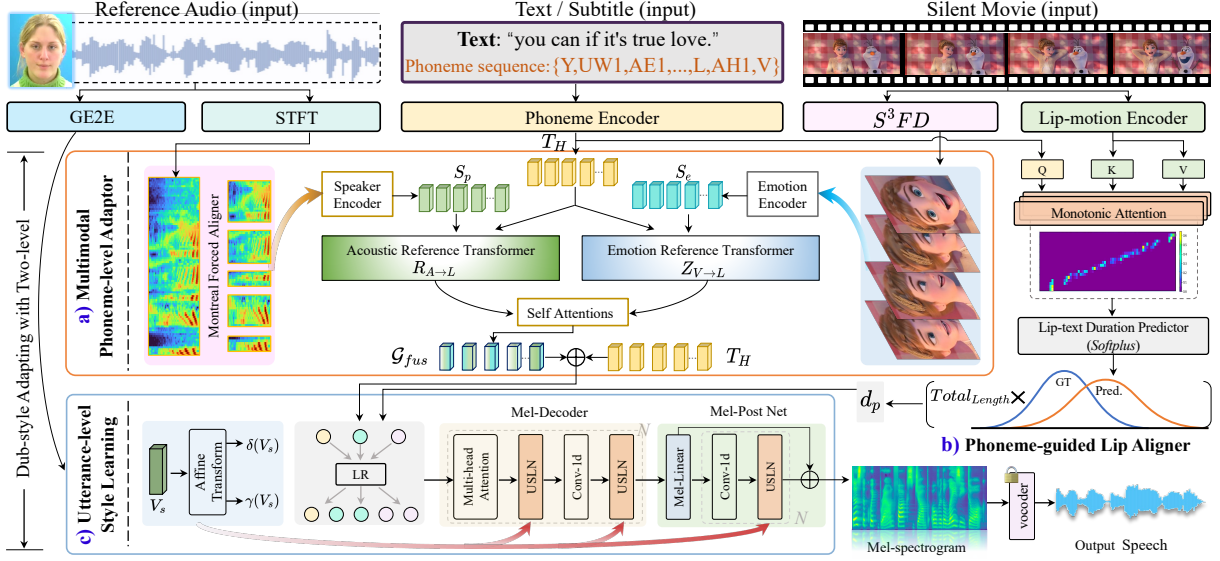 Reference Audio (input)
Text / Subtitle (input)
Silent Movie (input)
Text: “you can if it's true love.”
Phoneme sequence:{Y,UW1,AE1,...,L,AH1,V}
GE2E
STFT
Phoneme Encoder
S³FD
Lip-motion Encoder
Dub-style Adapting with Two-level
a) Multimodal
Phoneme-level Adaptor
Montreal Forced Aligner
Speaker
Encoder
S_p
T_H
S_e
Emotion
Encoder
Acoustic Reference Transformer
R_{A→L}
Emotion Reference Transformer
Z_{V→L}
Self Attentions
𝒢_{fus}
T_H
Q
K
V
Monotonic Attention
Lip-text Duration Predictor
(Softplus)
GT
Pred.
Total_{Length} ×
d_p
b) Phoneme-guided Lip Aligner
c) Utterance-level
Style Learning
V_s
Affine
Transform
δ(V_s)
γ(V_s)
LR
Mel-Decoder
N
Multi-head
Attention
USLN
Conv-1d
USLN
Mel-Post Net
Mel-Linear
Conv-1d
USLN
N
Mel-spectrogram
vocoder
Output Speech